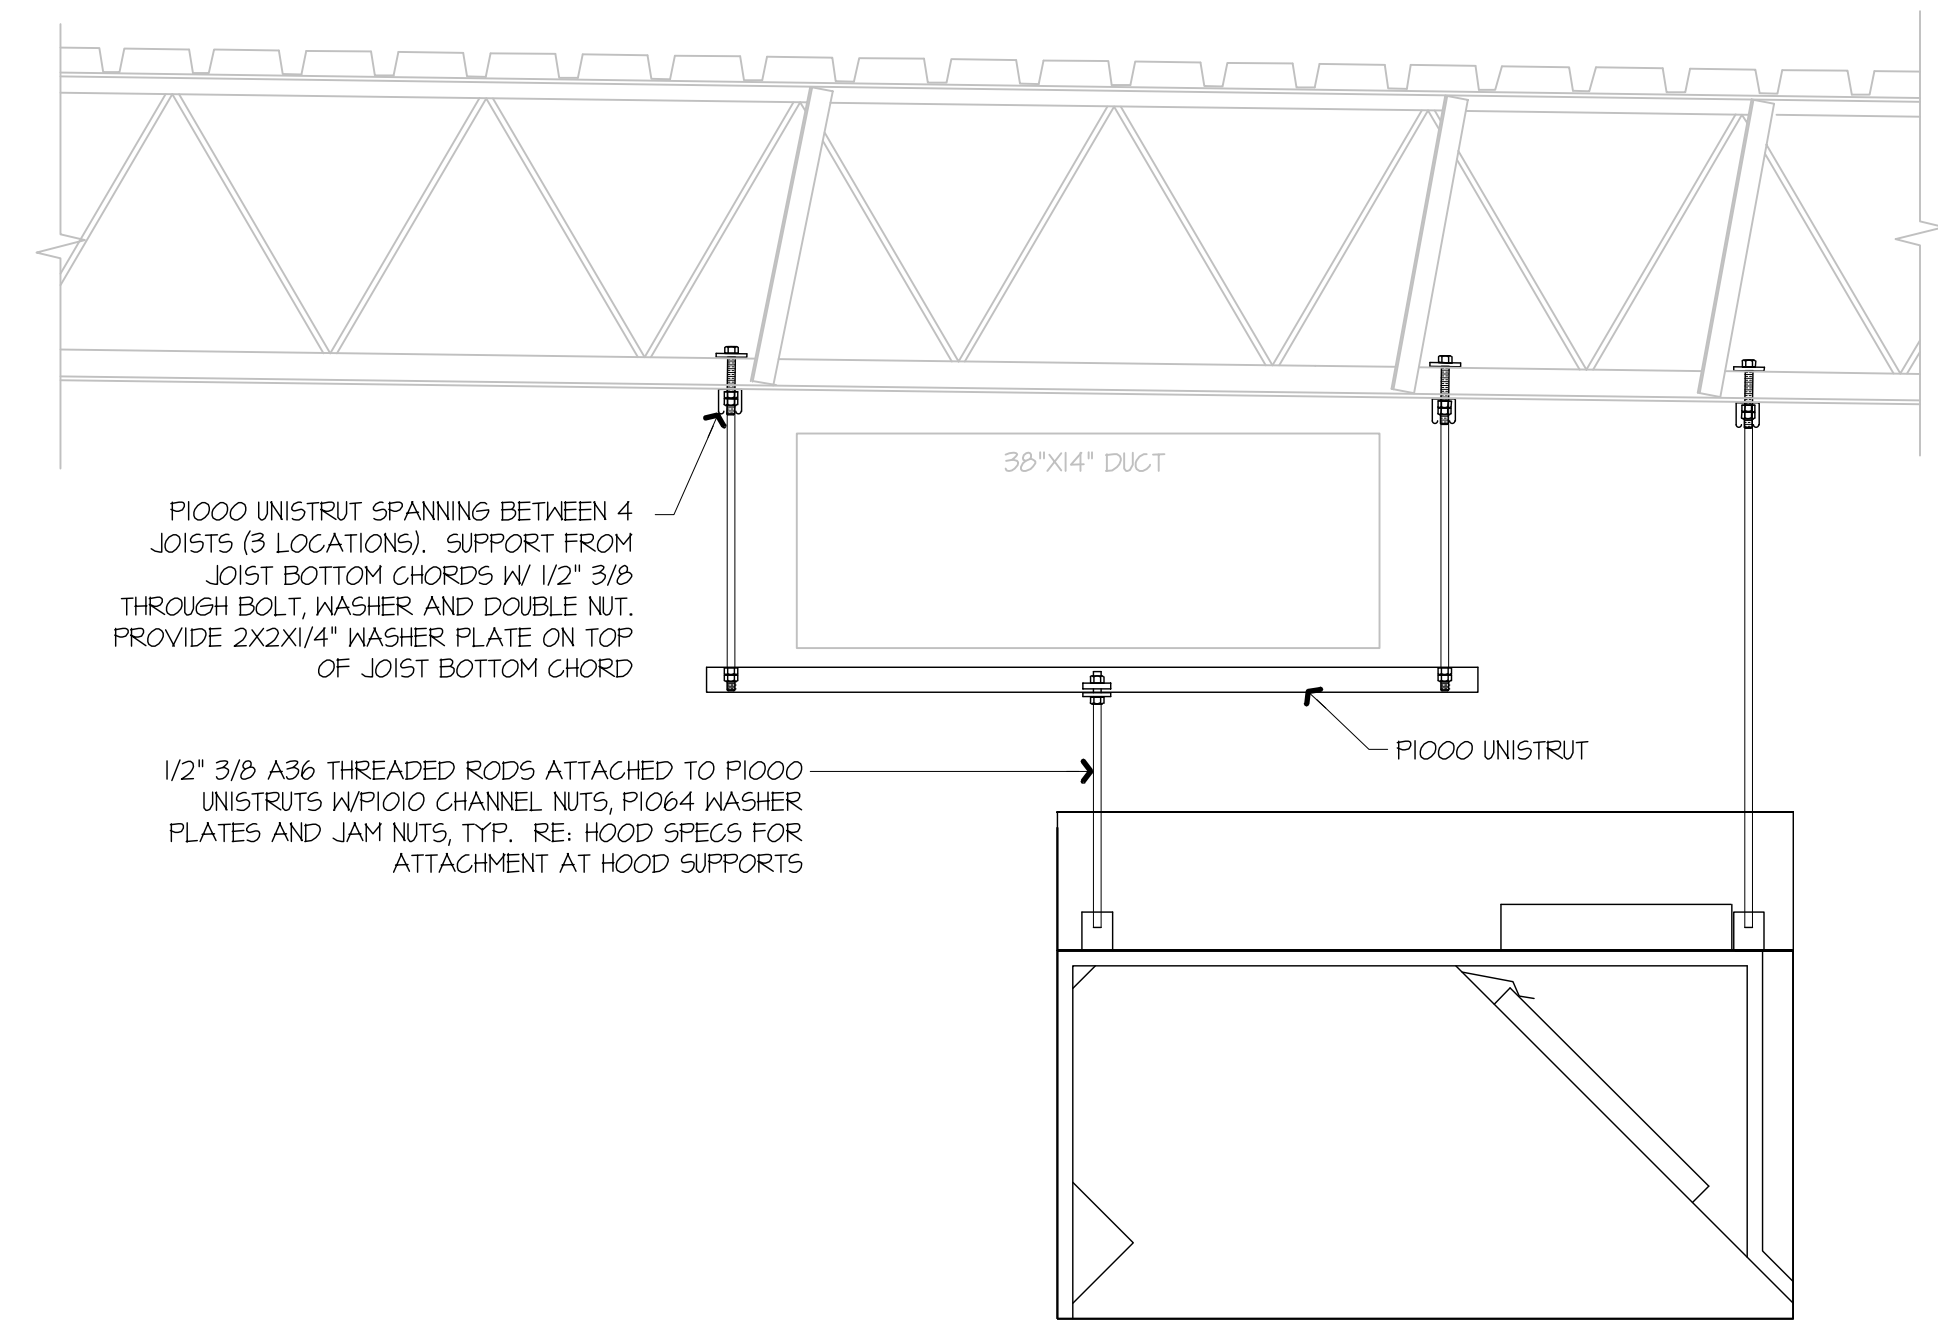 38"X14" DUCT
P1000 UNISTRUT SPANNING BETWEEN 4
JOISTS (3 LOCATIONS). SUPPORT FROM
JOIST BOTTOM CHORDS W/ 1/2" 3/8
THROUGH BOLT, WASHER AND DOUBLE NUT.
PROVIDE 2X2X1/4" WASHER PLATE ON TOP
OF JOIST BOTTOM CHORD
P1000 UNISTRUT
1/2" 3/8 A36 THREADED RODS ATTACHED TO P1000
UNISTRUTS W/P1010 CHANNEL NUTS, P1064 WASHER
PLATES AND JAM NUTS, TYP. RE: HOOD SPECS FOR
ATTACHMENT AT HOOD SUPPORTS